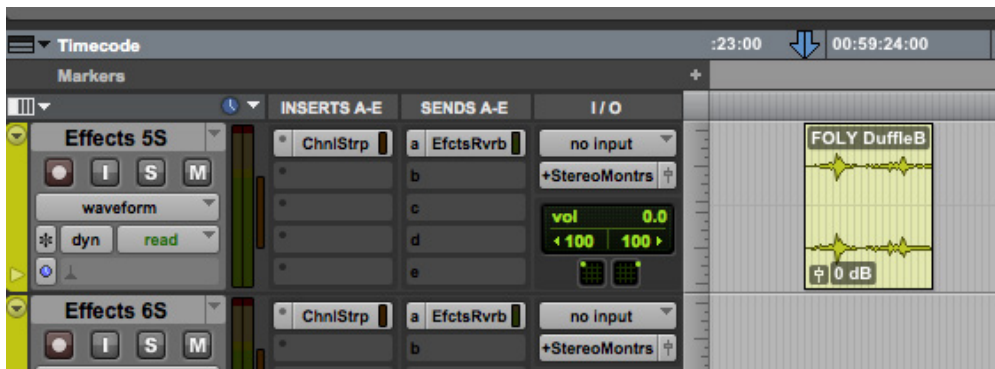 Timecode :23:00 00:59:24:00
Markers +
INSERTS A-E SENDS A-E I / O
Effects 5S ChnlStrp a EfctsRvrb no input FOLY DuffleB
I S M b +StereoMontrs
waveform c vol 0.0
dyn read d 100 100
e 0 dB
Effects 6S ChnlStrp a EfctsRvrb no input
I S M b +StereoMontrs